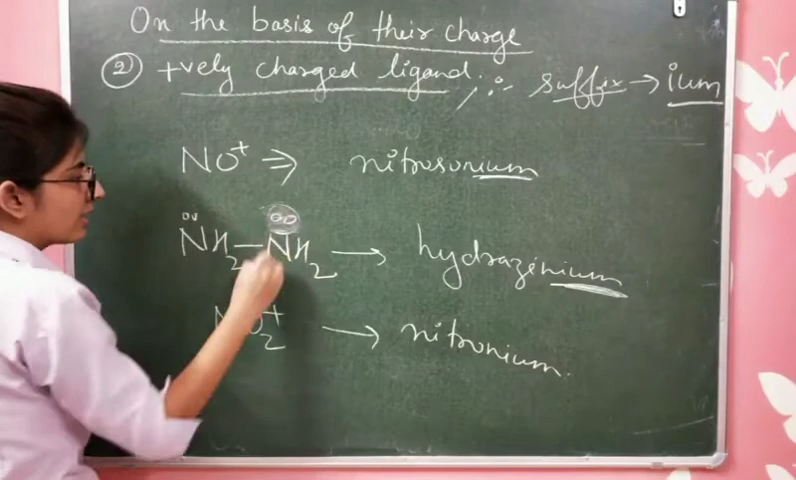 On the basis of their charge
2) +vely charged ligand :- suffix → ium
NO⁺ ⇒ nitrosonium
NH₂—NH₂ → hydrazinium
NO₂⁺ → nitronium.